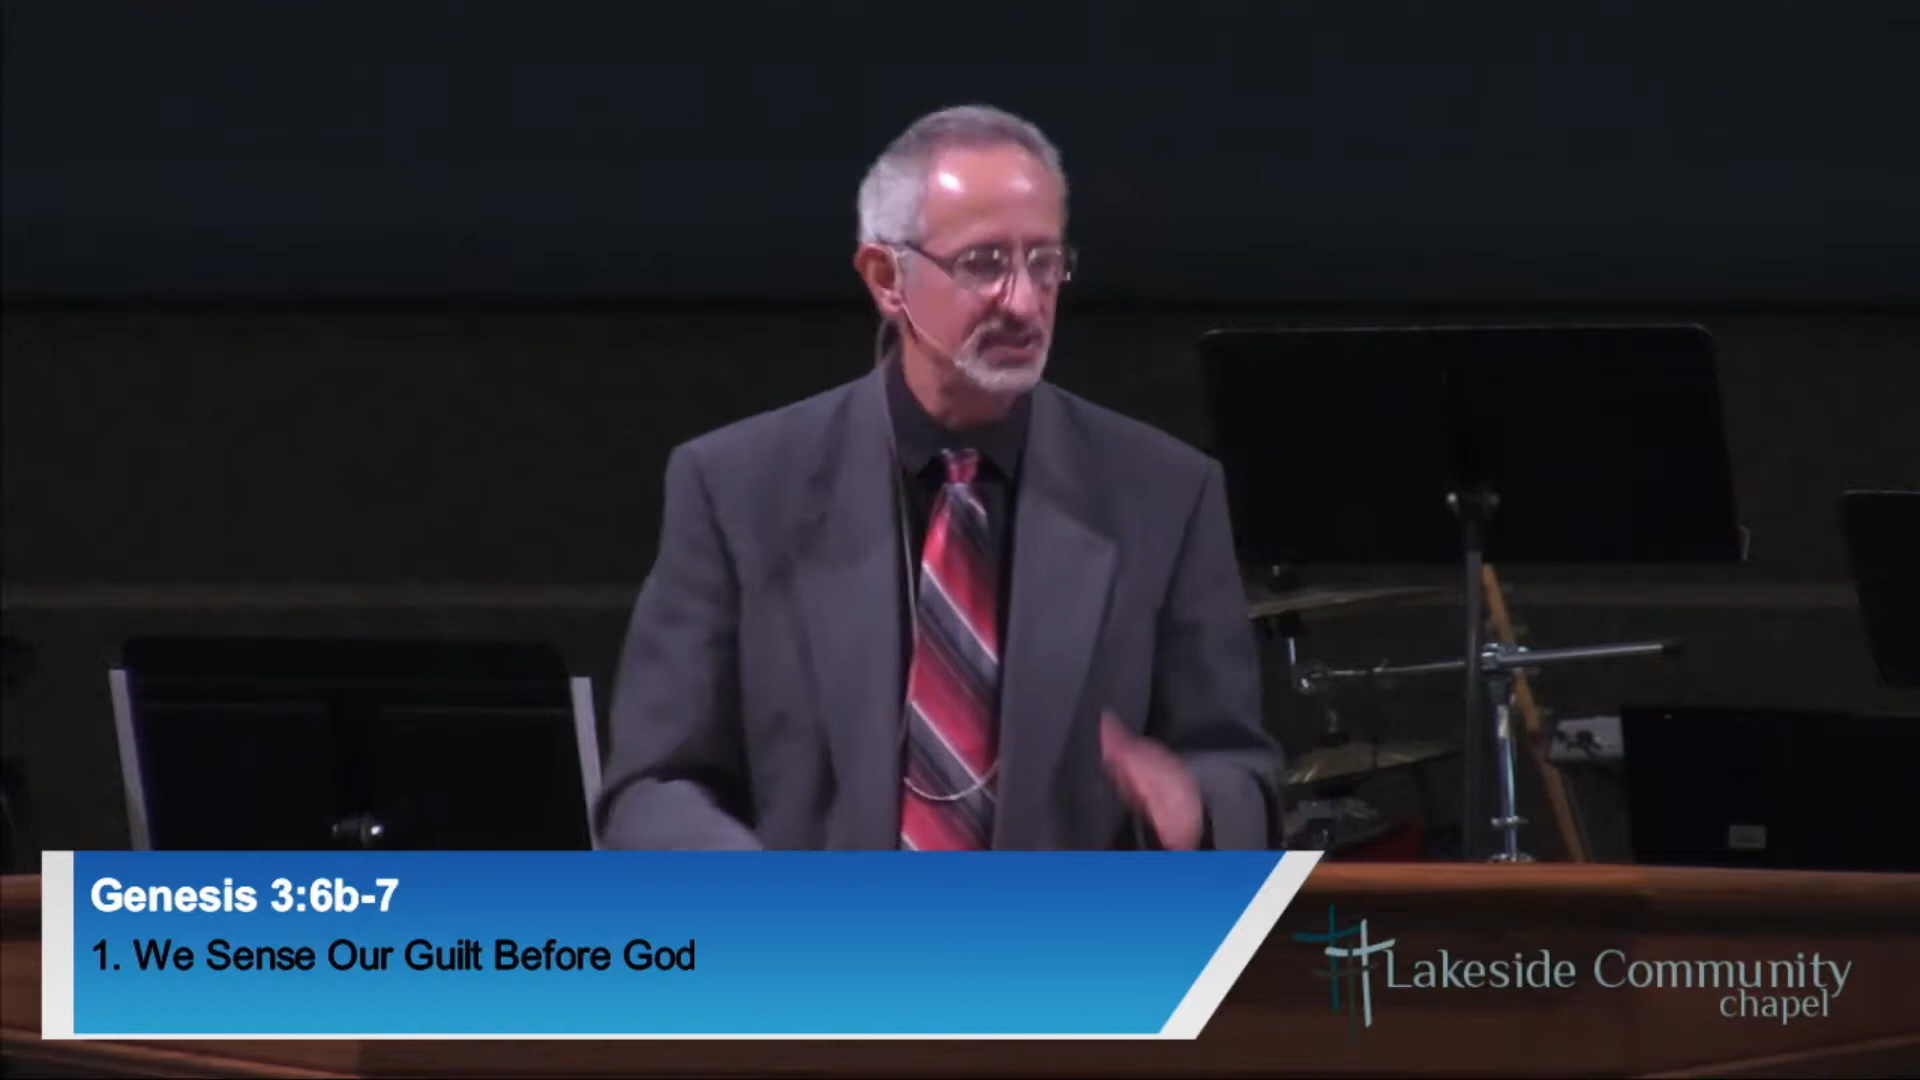 Genesis 3:6b-7
1. We Sense Our Guilt Before God
Lakeside Community
chapel